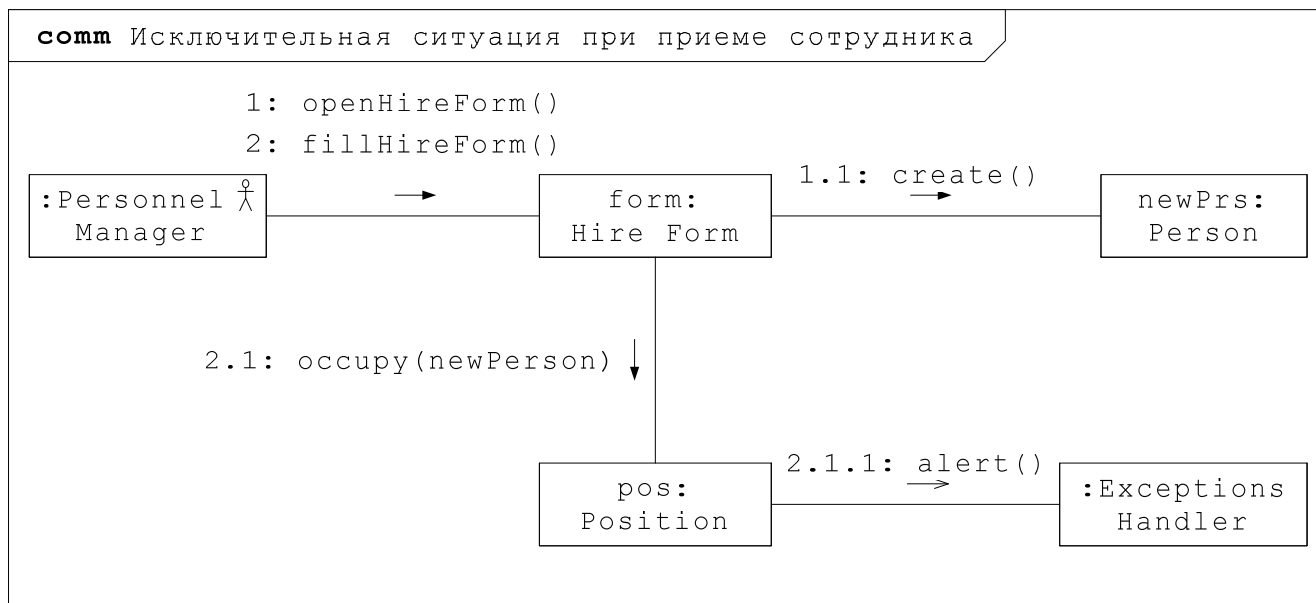 comm Исключительная ситуация при приеме сотрудника
1: openHireForm()
2: fillHireForm()
1.1: create()
:Personnel
Manager
form:
Hire Form
newPrs:
Person
2.1: occupy(newPerson)
2.1.1: alert()
pos:
Position
:Exceptions
Handler